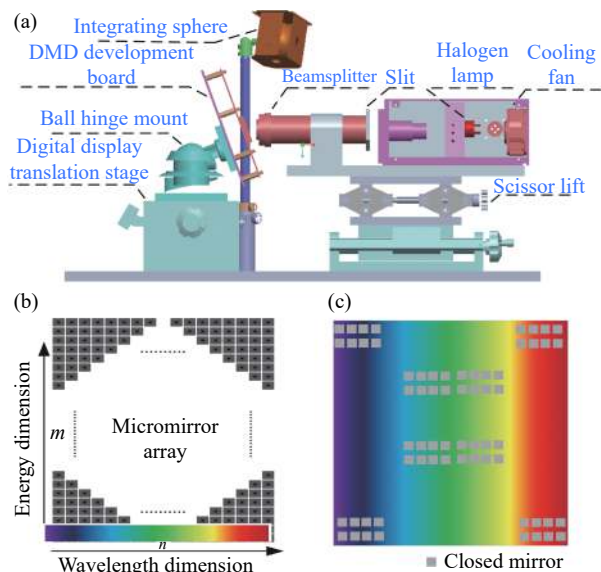 (a)
Integrating sphere
DMD development
board
Ball hinge mount
Digital display
translation stage
Beamsplitter
Slit
Halogen
lamp
Cooling
fan
Scissor lift
(b)
Energy dimension
m
Micromirror
array
n
Wavelength dimension
(c)
Closed mirror